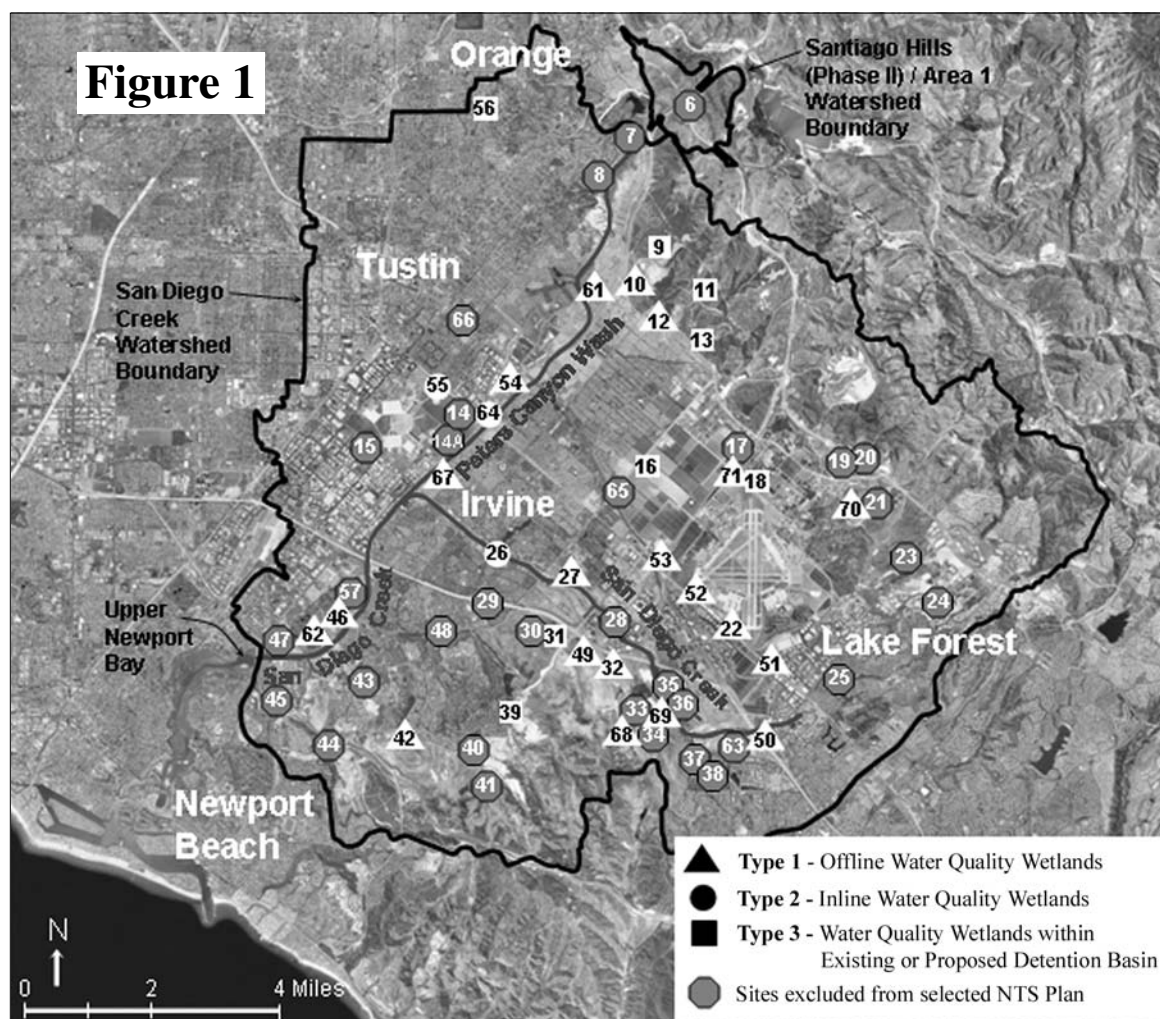 Figure 1
Orange
Santiago Hills
(Phase II) / Area 1
Watershed
Boundary
56
6
7
8
Tustin
9
61
10
11
San Diego
Creek
Watershed
Boundary
66
12
13
Peters Canyon Wash
55
54
14
64
14A
15
67
16
17
71
18
19
20
65
70
21
Irvine
26
53
23
27
52
24
San Diego Creek
57
29
28
22
Lake Forest
Upper
Newport
Bay
46
62
47
48
30
31
49
32
51
25
San Diego Creek
43
45
35
36
33
69
39
42
44
40
68
34
50
63
37
38
41
Newport
Beach
N
0 2 4 Miles
Type 1 - Offline Water Quality Wetlands
Type 2 - Inline Water Quality Wetlands
Type 3 - Water Quality Wetlands within
Existing or Proposed Detention Basin
Sites excluded from selected NTS Plan